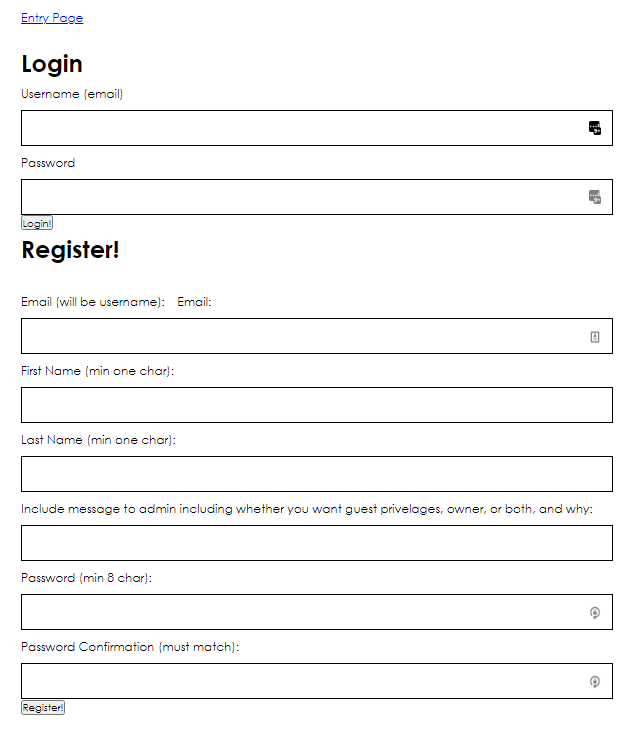 Entry Page
Login
Username (email)
Password
Login!
Register!
Email (will be username): Email:
First Name (min one char):
Last Name (min one char):
Include message to admin including whether you want guest privelages, owner, or both, and why:
Password (min 8 char):
Password Confirmation (must match):
Register!